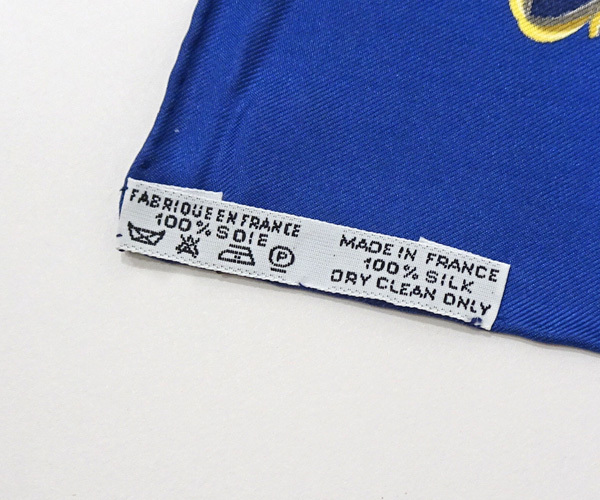 FABRIQUE EN FRANCE
100% SOIE
P
MADE IN FRANCE
100% SILK
DRY CLEAN ONLY